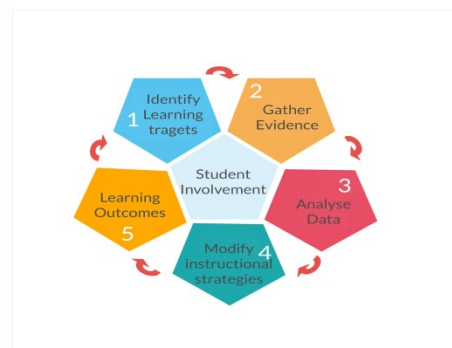 1
Identify
Learning
tragets
2
Gather
Evidence
3
Analyse
Data
4
Modify
instructional
strategies
Learning
Outcomes
5
Student
Involvement